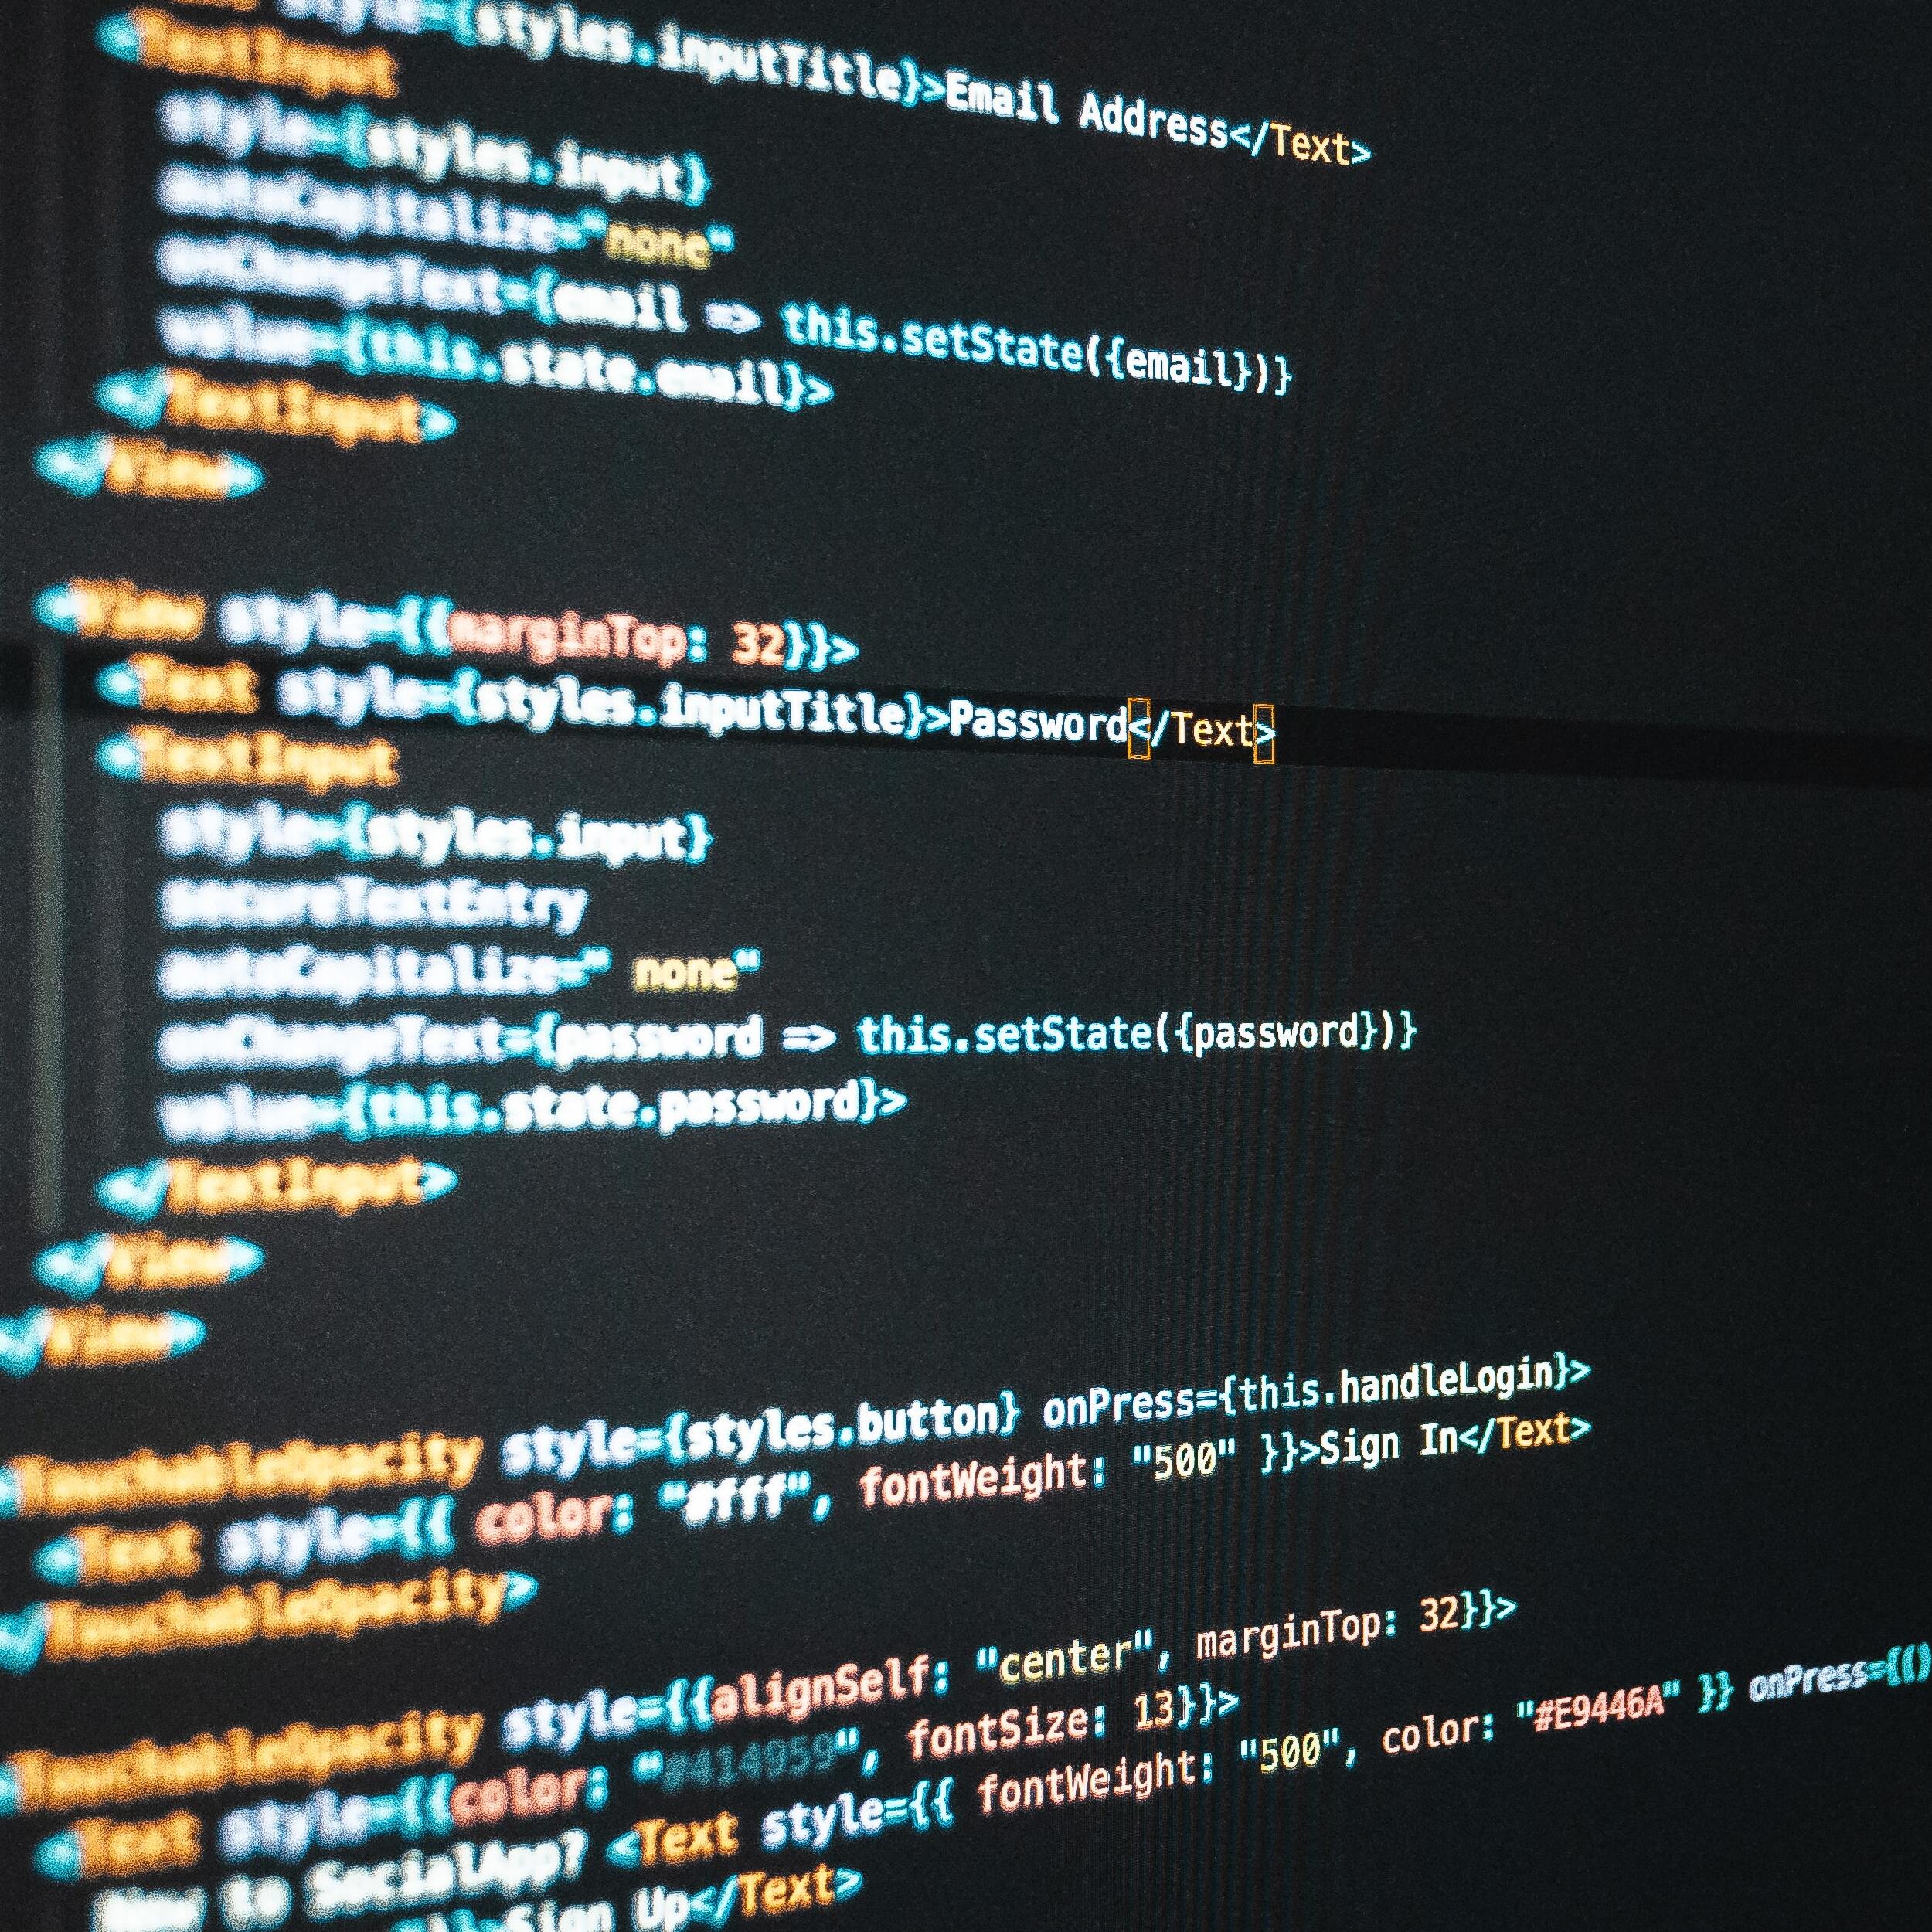 style={styles.inputTitle}>Email Address</Text>
<TextInput
style={styles.input}
autoCapitalize="none"
onChangeText={email => this.setState({email})}
value={this.state.email}>
</TextInput>
</View>
<View style={{marginTop: 32}}>
<Text style={styles.inputTitle}>Password</Text>
<TextInput
style={styles.input}
secureTextEntry
autoCapitalize=" none"
onChangeText={password => this.setState({password})}
value={this.state.password}>
</TextInput>
</View>
</View>
<TouchableOpacity style={styles.button} onPress={this.handleLogin}>
<Text style={{ color: "#fff", fontWeight: "500" }}>Sign In</Text>
</TouchableOpacity>
<TouchableOpacity style={{alignSelf: "center", marginTop: 32}}>
<Text style={{color: "#414959", fontSize: 13}}>
to SocialApp? <Text style={{ fontWeight: "500", color: "#E9446A" }} onPress={()
Sign Up</Text>